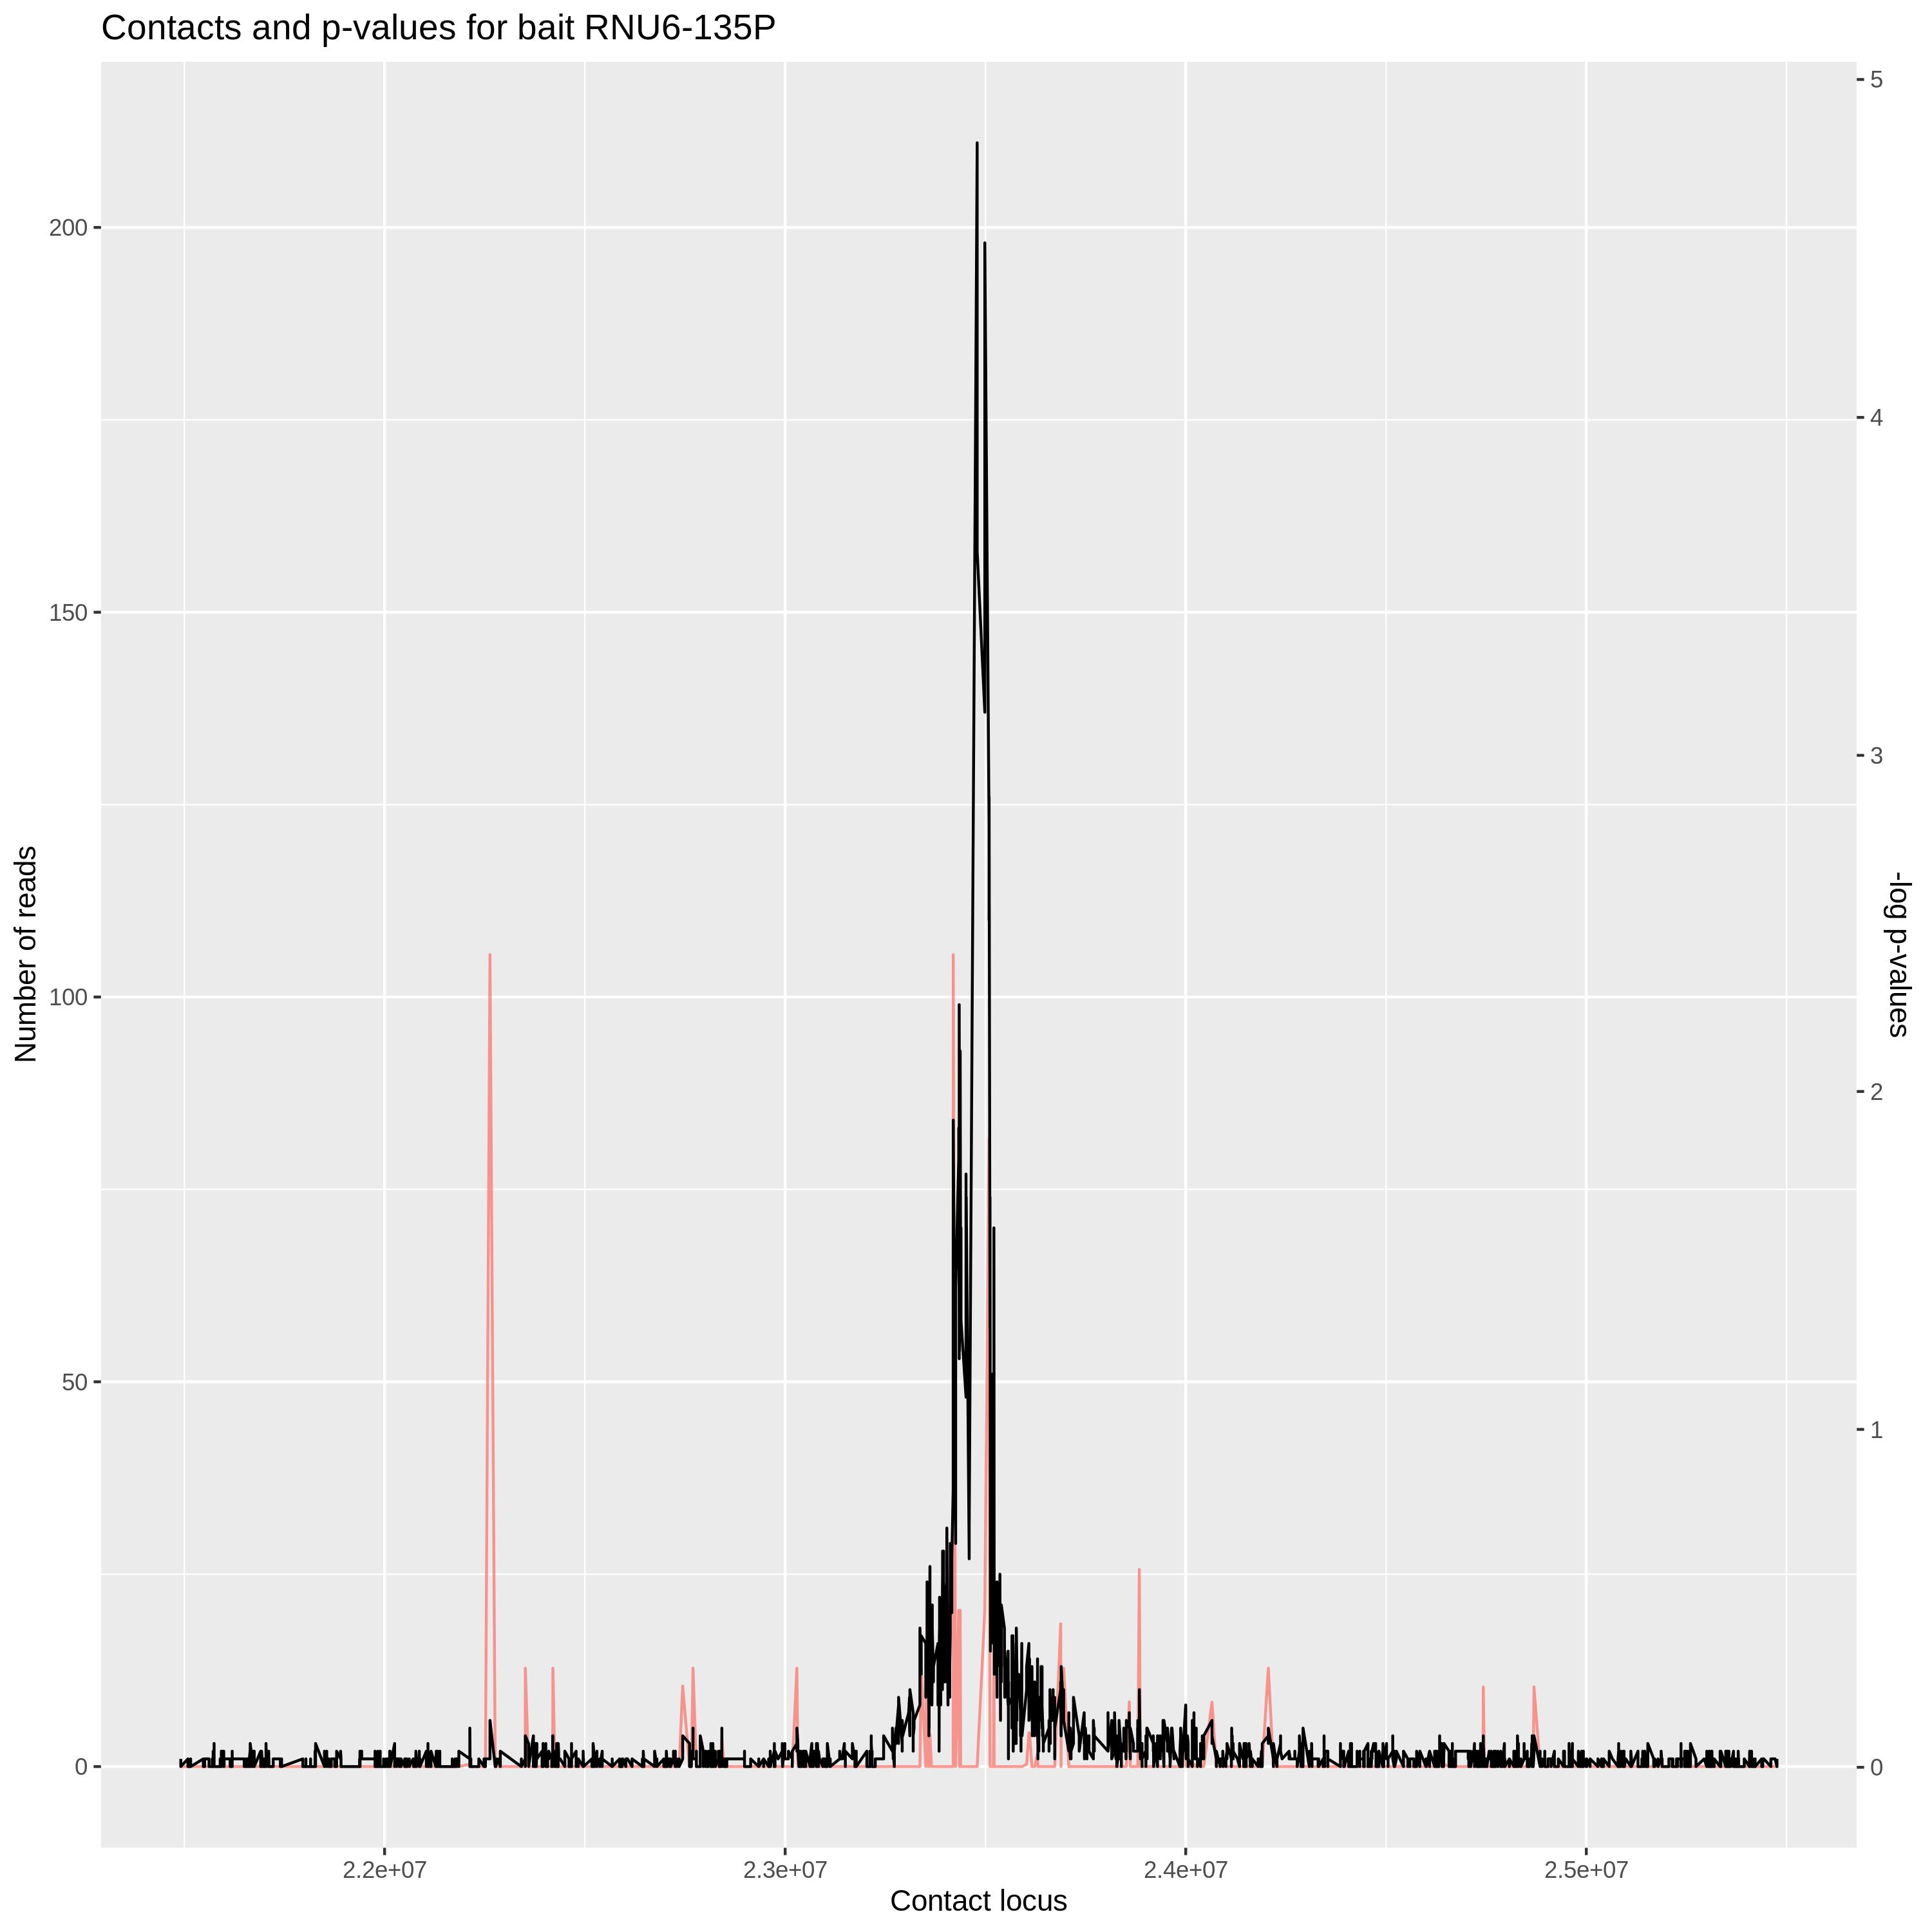 Contacts and p-values for bait RNU6-135P
Number of reads
200
150
100
50
0
5
4
3
2
1
0
-log p-values
2.2e+07 2.3e+07 2.4e+07 2.5e+07
Contact locus